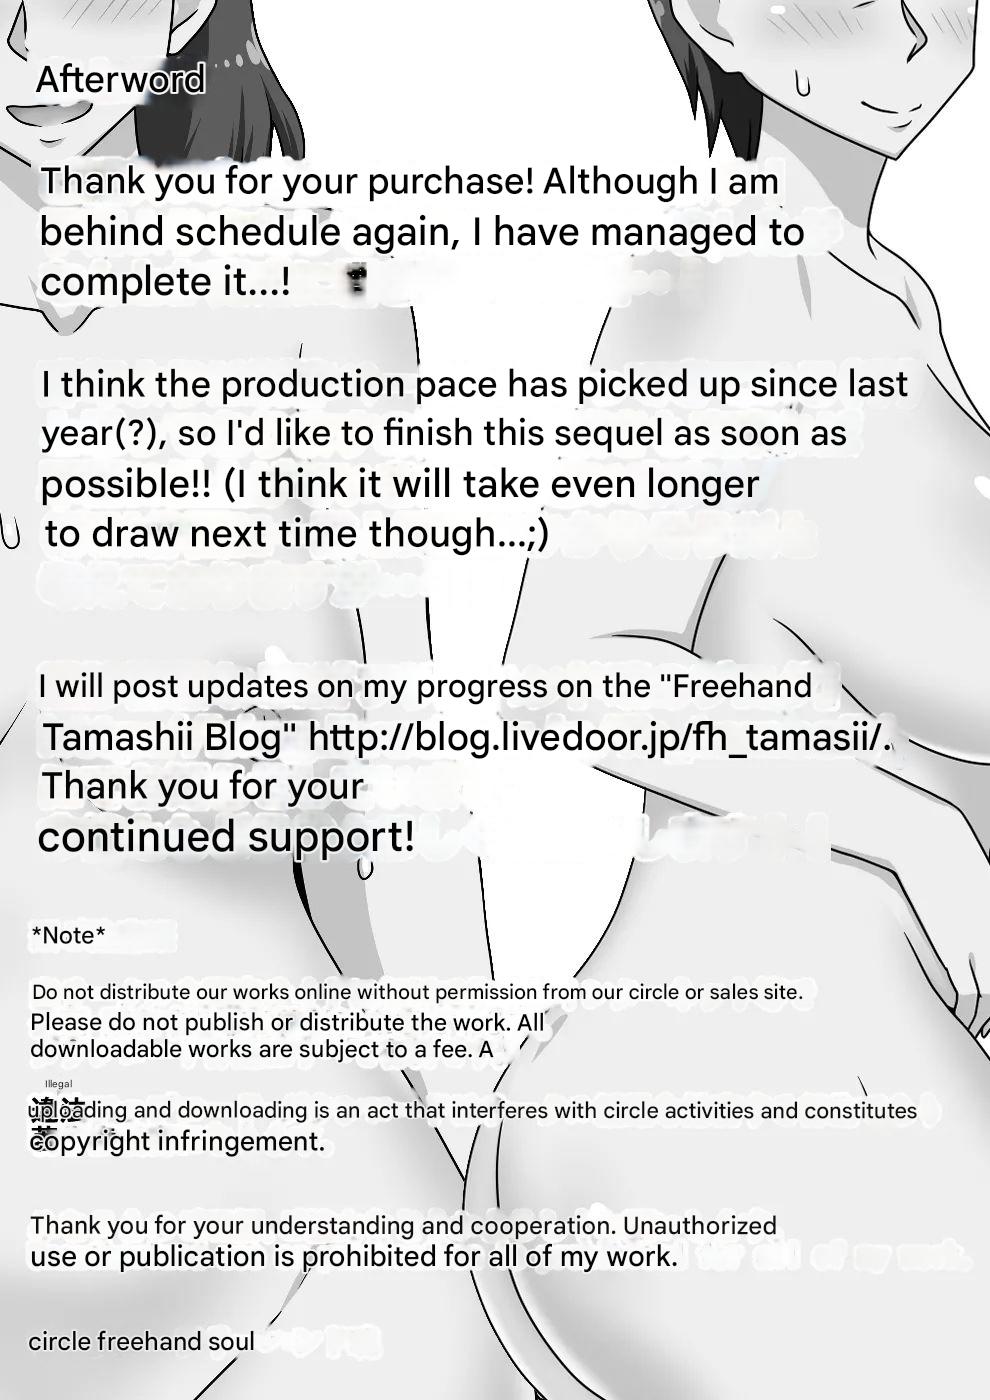 Afterword
Thank you for your purchase! Although I am
behind schedule again, I have managed to
complete it...!
I think the production pace has picked up since last
year(?), so I'd like to finish this sequel as soon as
possible!! (I think it will take even longer
to draw next time though...;)
I will post updates on my progress on the "Freehand
Tamashii Blog" http://blog.livedoor.jp/fh_tamasii/.
Thank you for your
continued support!
*Note*
Do not distribute our works online without permission from our circle or sales site.
Please do not publish or distribute the work. All
downloadable works are subject to a fee. A
Illegal
uploading and downloading is an act that interferes with circle activities and constitutes
copyright infringement.
Thank you for your understanding and cooperation. Unauthorized
use or publication is prohibited for all of my work.
circle freehand soul